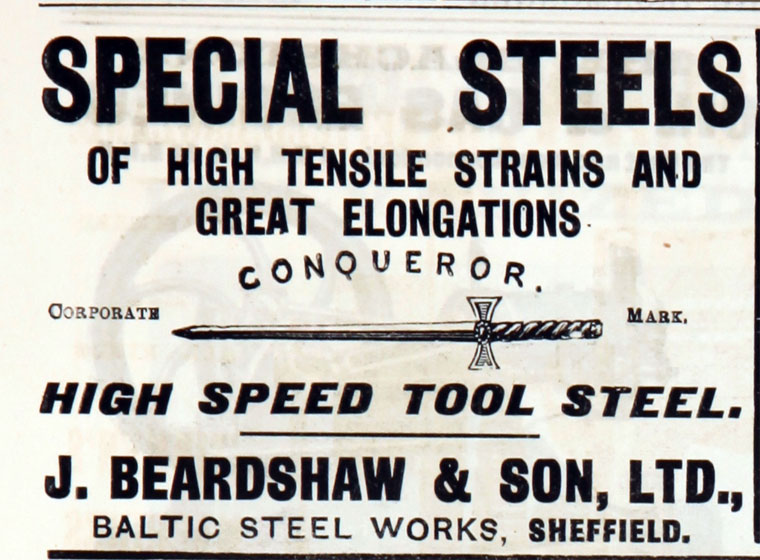 SPECIAL STEELS
OF HIGH TENSILE STRAINS AND
GREAT ELONGATIONS
CONQUEROR.
CORPORATE MARK.
HIGH SPEED TOOL STEEL.
J. BEARDSHAW & SON, LTD.,
BALTIC STEEL WORKS, SHEFFIELD.